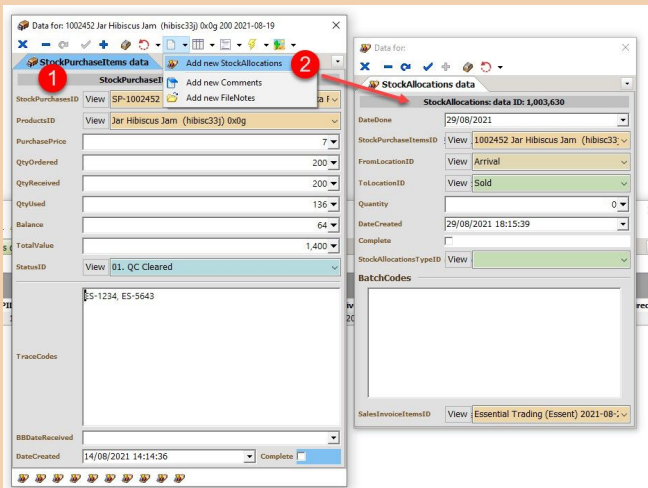 Data for: 1002452 Jar Hibiscus Jam (hibisc33j) 0x0g 200 2021-08-19
StockPurchaseItems data
1
Add new StockAllocations
2
Add new Comments
Add new FileNotes
StockPurchaseI
StockPurchasesID View SP-1002452
ProductsID View Jar Hibiscus Jam (hibisc33j) 0x0g
PurchasePrice 7
QtyOrdered 200
QtyReceived 200
QtyUsed 136
Balance 64
TotalValue 1,400
StatusID View 01. QC Cleared
TraceCodes
ES-1234, ES-5643
BBDateReceived
DateCreated 14/08/2021 14:14:36 Complete
Data for:
StockAllocations data
StockAllocations: data ID: 1,003,630
DateDone 29/08/2021
StockPurchaseItemsID View 1002452 Jar Hibiscus Jam (hibisc33
FromLocationID View Arrival
ToLocationID View Sold
Quantity 0
DateCreated 29/08/2021 18:15:39
Complete
StockAllocationsTypeID View
BatchCodes
SalesInvoiceItemsID View Essential Trading (Essent) 2021-08-